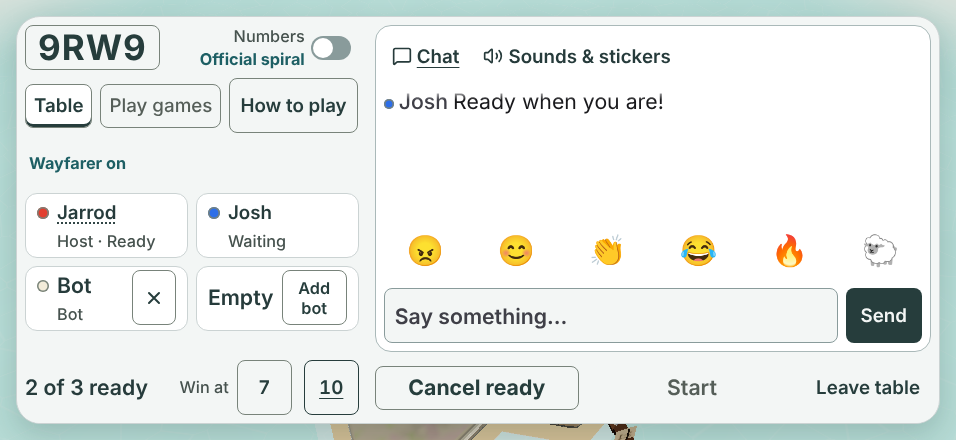 9RW9
Numbers
Official spiral
Table
Play games
How to play
Wayfarer on
Jarrod
Host · Ready
Josh
Waiting
Bot
Bot
Empty
Add
bot
2 of 3 ready
Win at
7
10
Chat
Sounds & stickers
Josh Ready when you are!
Say something...
Send
Cancel ready
Start
Leave table